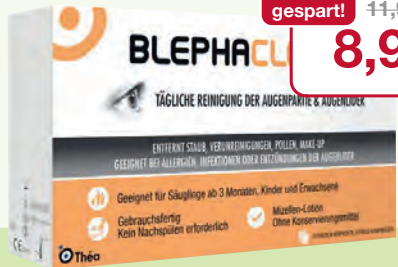 gespart!
11,
8,9
BLEPHACL
TÄGLICHE REINIGUNG DER AUGENPARTIE & AUGENLIDER
ENTFERNT STAUB, VERUNREINIGUNGEN, POLLEN, MAKE-UP
GEEIGNET BEI ALLERGIEN, INFEKTIONEN ODER ENTZÜNDUNGEN DER AUGENLIDER
Geeignet für Säuglinge ab 3 Monaten, Kinder und Erwachsene
Gebrauchsfertig
Kein Nachspülen erforderlich
Mizellen-Lotion
Ohne Konservierungsmittel
CE
Théa